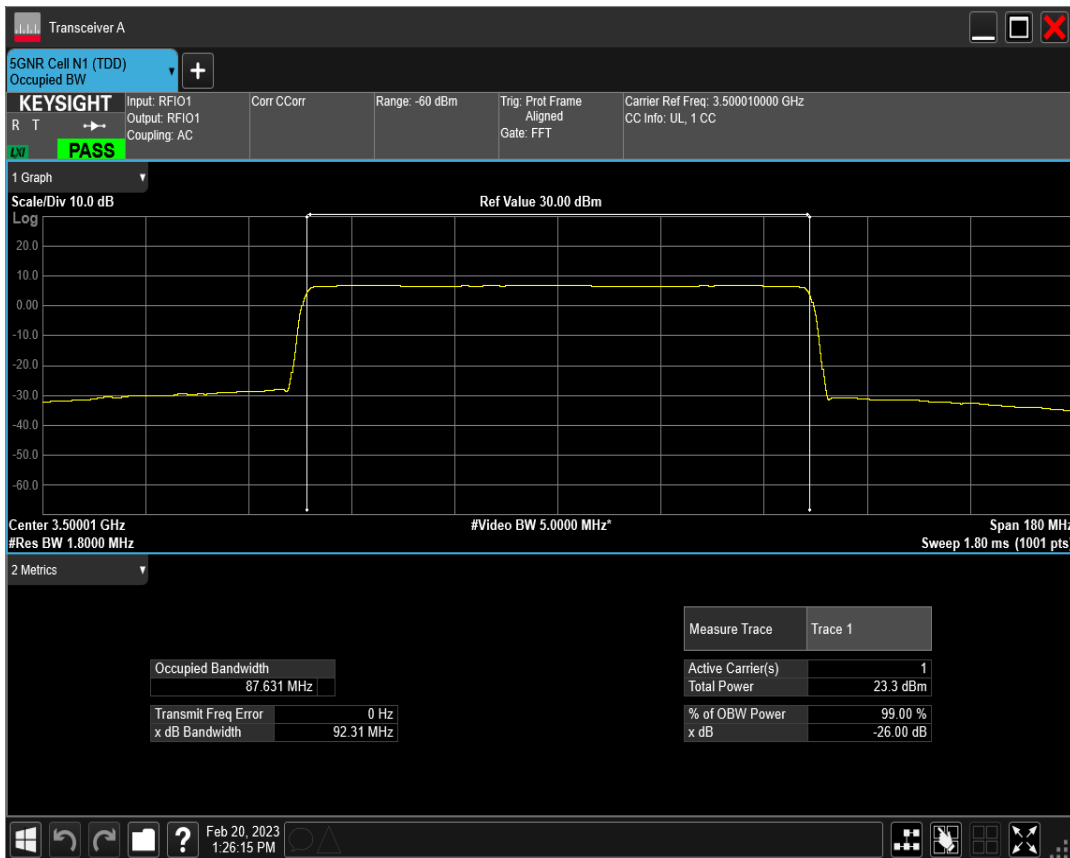 Transceiver A
5GNR Cell N1 (TDD)
Occupied BW
KEYSIGHT
R T
LXI
PASS
Input: RFIO1
Output: RFIO1
Coupling: AC
Corr CCorr
Range: -60 dBm
Trig: Prot Frame
Aligned
Gate: FFT
Carrier Ref Freq: 3.500010000 GHz
CC Info: UL, 1 CC
1 Graph
Scale/Div 10.0 dB
Ref Value 30.00 dBm
Log
20.0
10.0
0.00
-10.0
-20.0
-30.0
-40.0
-50.0
-60.0
Center 3.50001 GHz
#Video BW 5.0000 MHz*
Span 180 MHz
#Res BW 1.8000 MHz
Sweep 1.80 ms (1001 pts)
2 Metrics
Measure Trace Trace 1
Occupied Bandwidth
87.631 MHz
Active Carrier(s) 1
Total Power 23.3 dBm
Transmit Freq Error 0 Hz
x dB Bandwidth 92.31 MHz
% of OBW Power 99.00 %
x dB -26.00 dB
?
Feb 20, 2023
1:26:15 PM